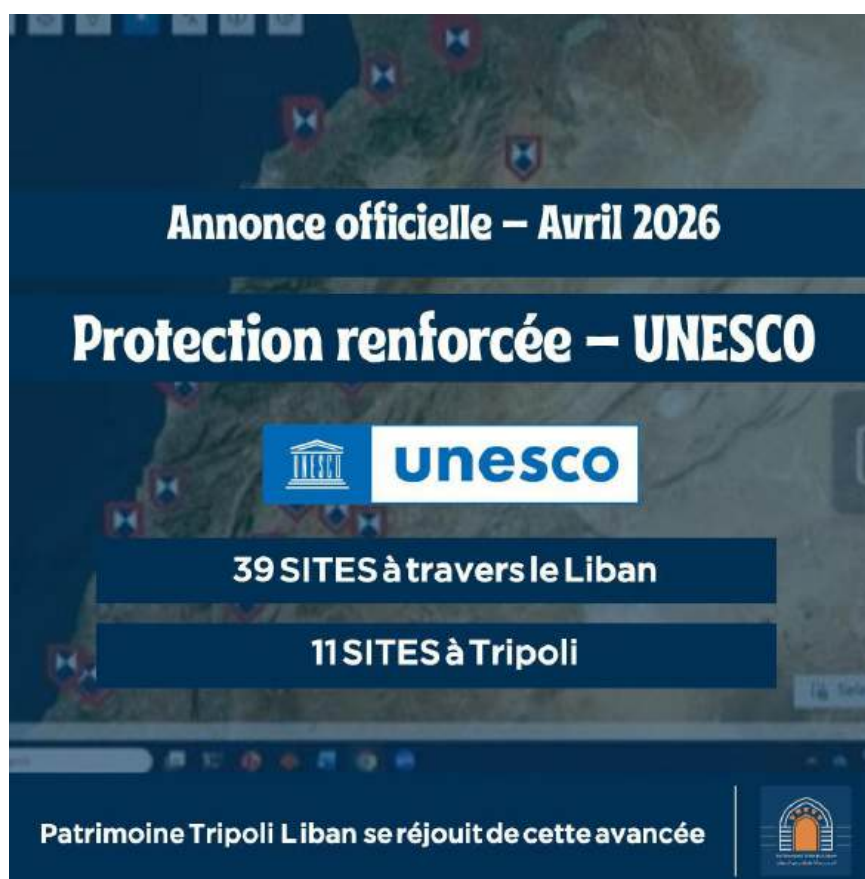 Annonce officielle – Avril 2026
Protection renforcée – UNESCO
UNESCO
unesco
39 SITES à travers le Liban
11 SITES à Tripoli
Patrimoine Tripoli Liban se réjouit de cette avancée